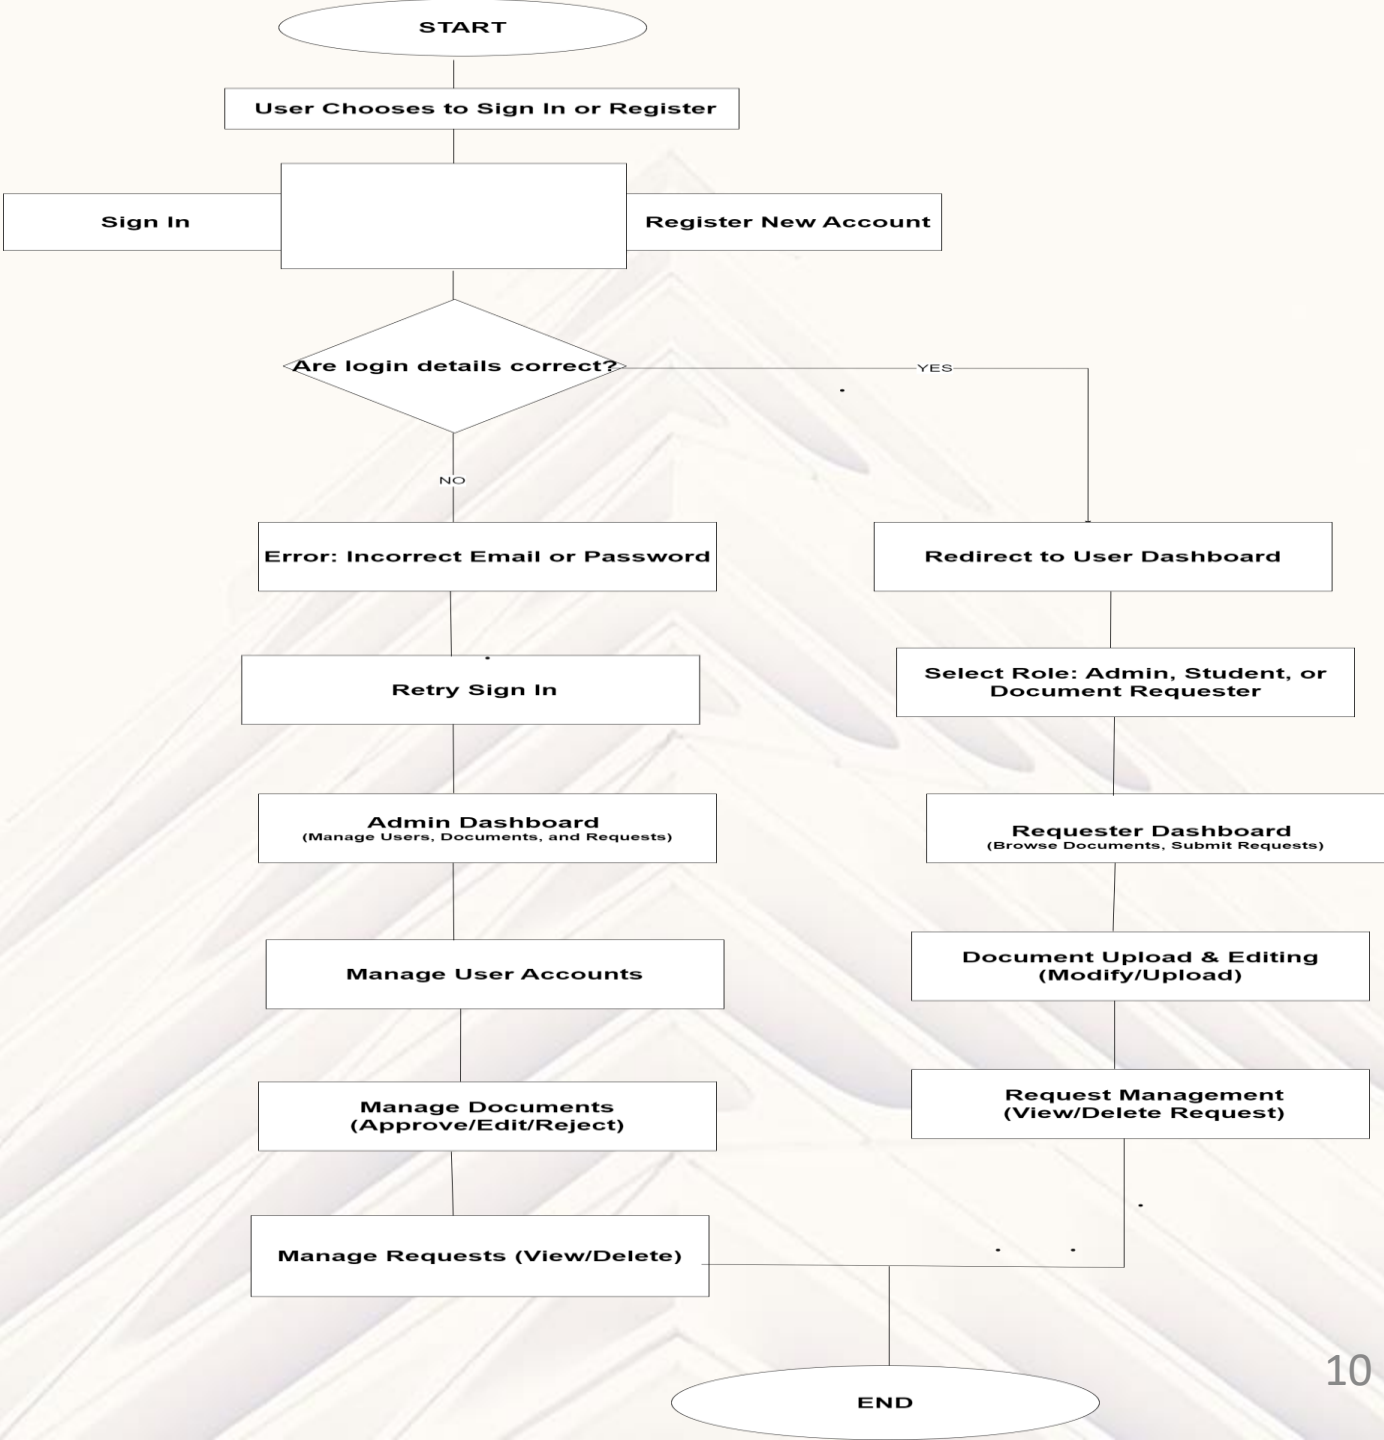 START
User Chooses to Sign In or Register
Sign In
Register New Account
Are login details correct?
YES
NO
Error: Incorrect Email or Password
Redirect to User Dashboard
Retry Sign In
Select Role: Admin, Student, or
Document Requester
Admin Dashboard
(Manage Users, Documents, and Requests)
Requester Dashboard
(Browse Documents, Submit Requests)
Manage User Accounts
Document Upload & Editing
(Modify/Upload)
Manage Documents
(Approve/Edit/Reject)
Request Management
(View/Delete Request)
Manage Requests (View/Delete)
END
10